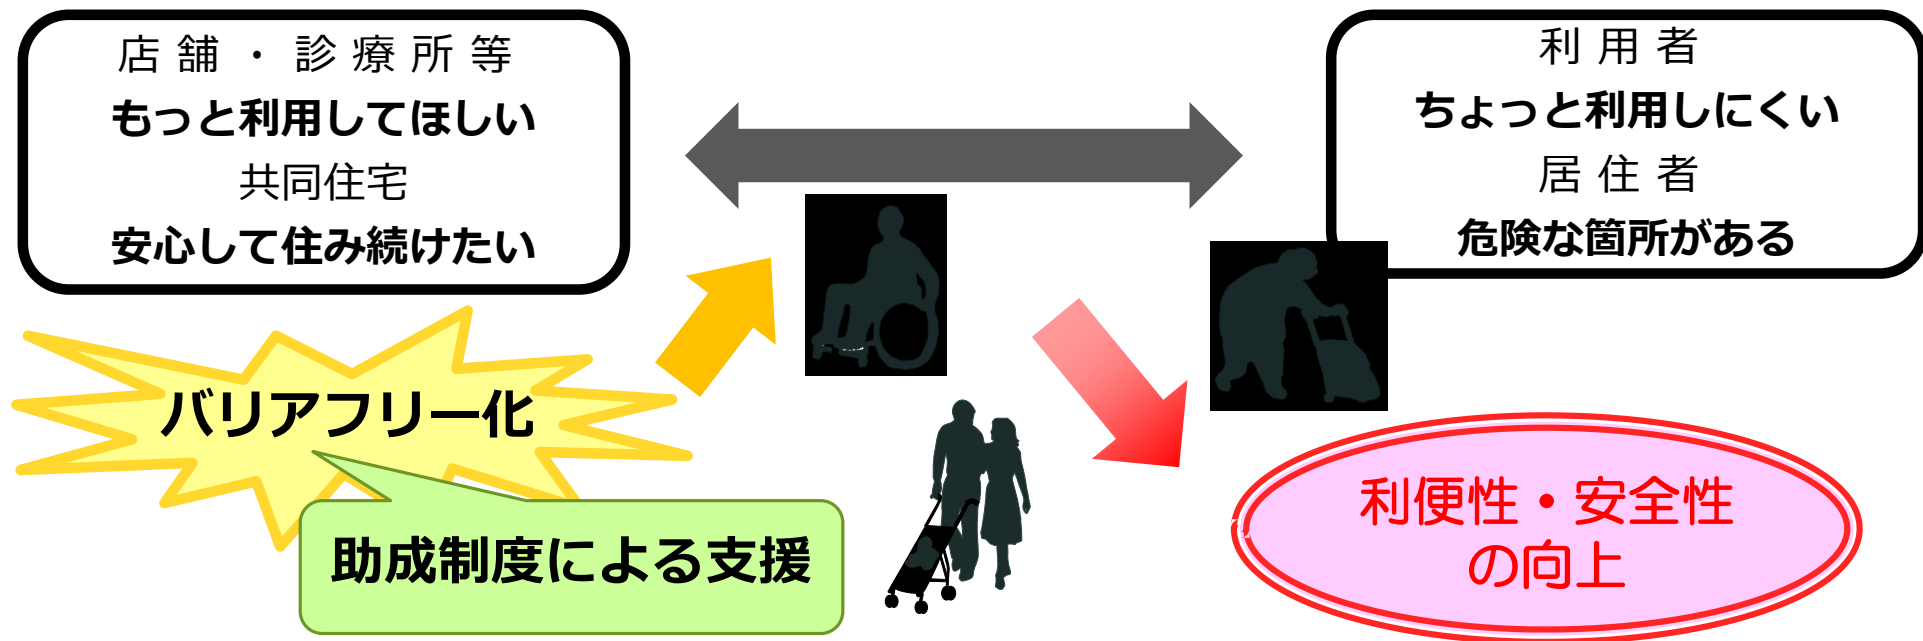 店舗・診療所等
もっと利用してほしい
共同住宅
安心して住み続けたい
利用者
ちょっと利用しにくい
居住者
危険な箇所がある
バリアフリー化
助成制度による支援
利便性・安全性
の向上